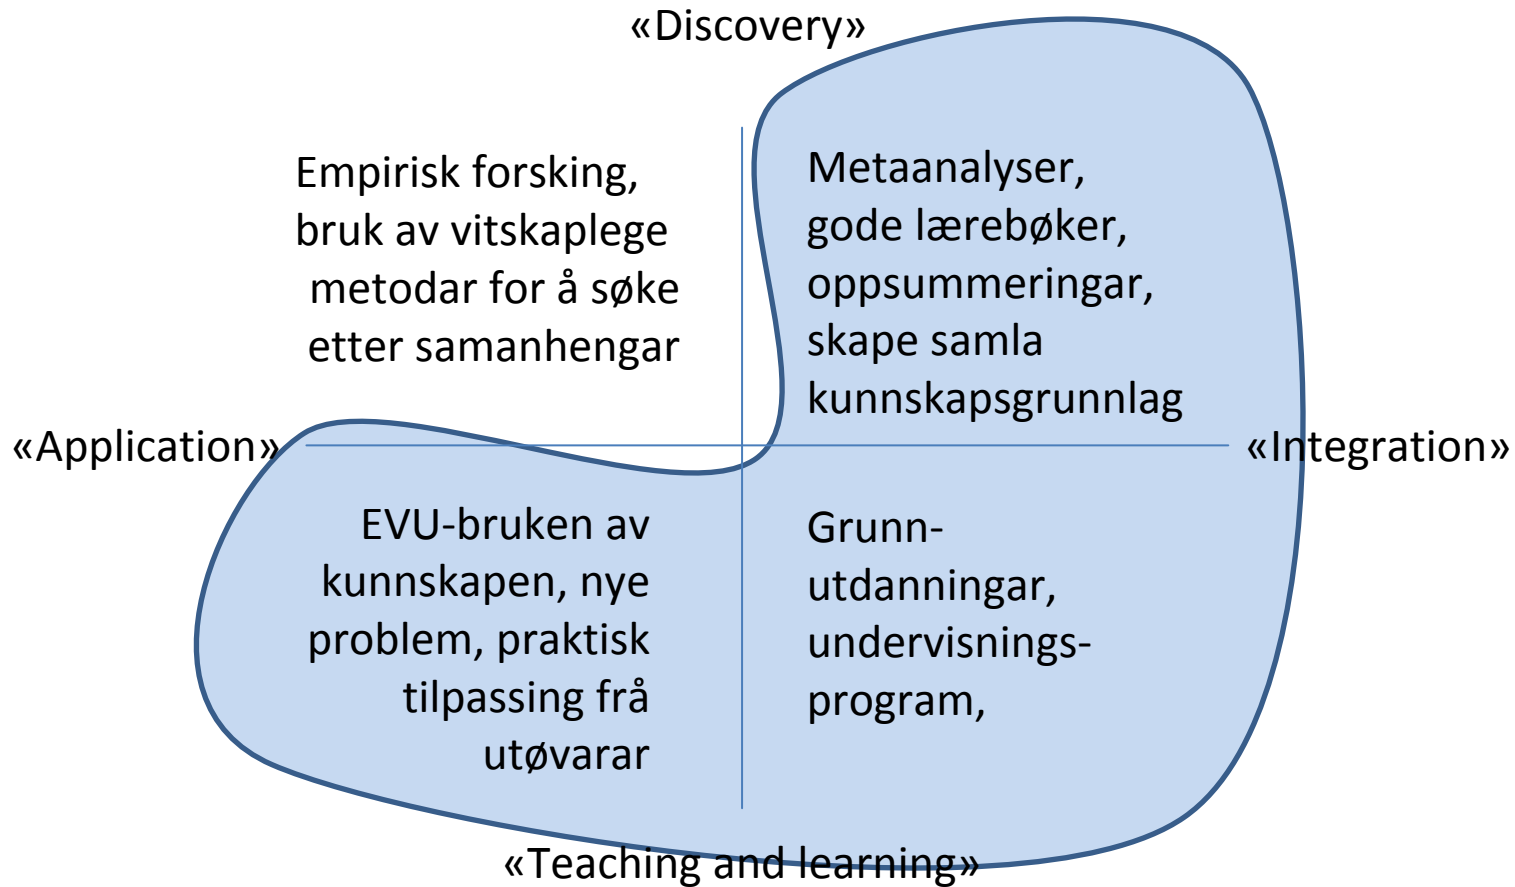 «Discovery»
Empirisk forsking,
bruk av vitskaplege
metodar for å søke
etter samanhengar
Metaanalyser,
gode lærebøker,
oppsummeringar,
skape samla
kunnskapsgrunnlag
«Application»
«Integration»
EVU-bruken av
kunnskapen, nye
problem, praktisk
tilpassing frå
utøvarar
Grunn-
utdanningar,
undervisnings-
program,
«Teaching and learning»